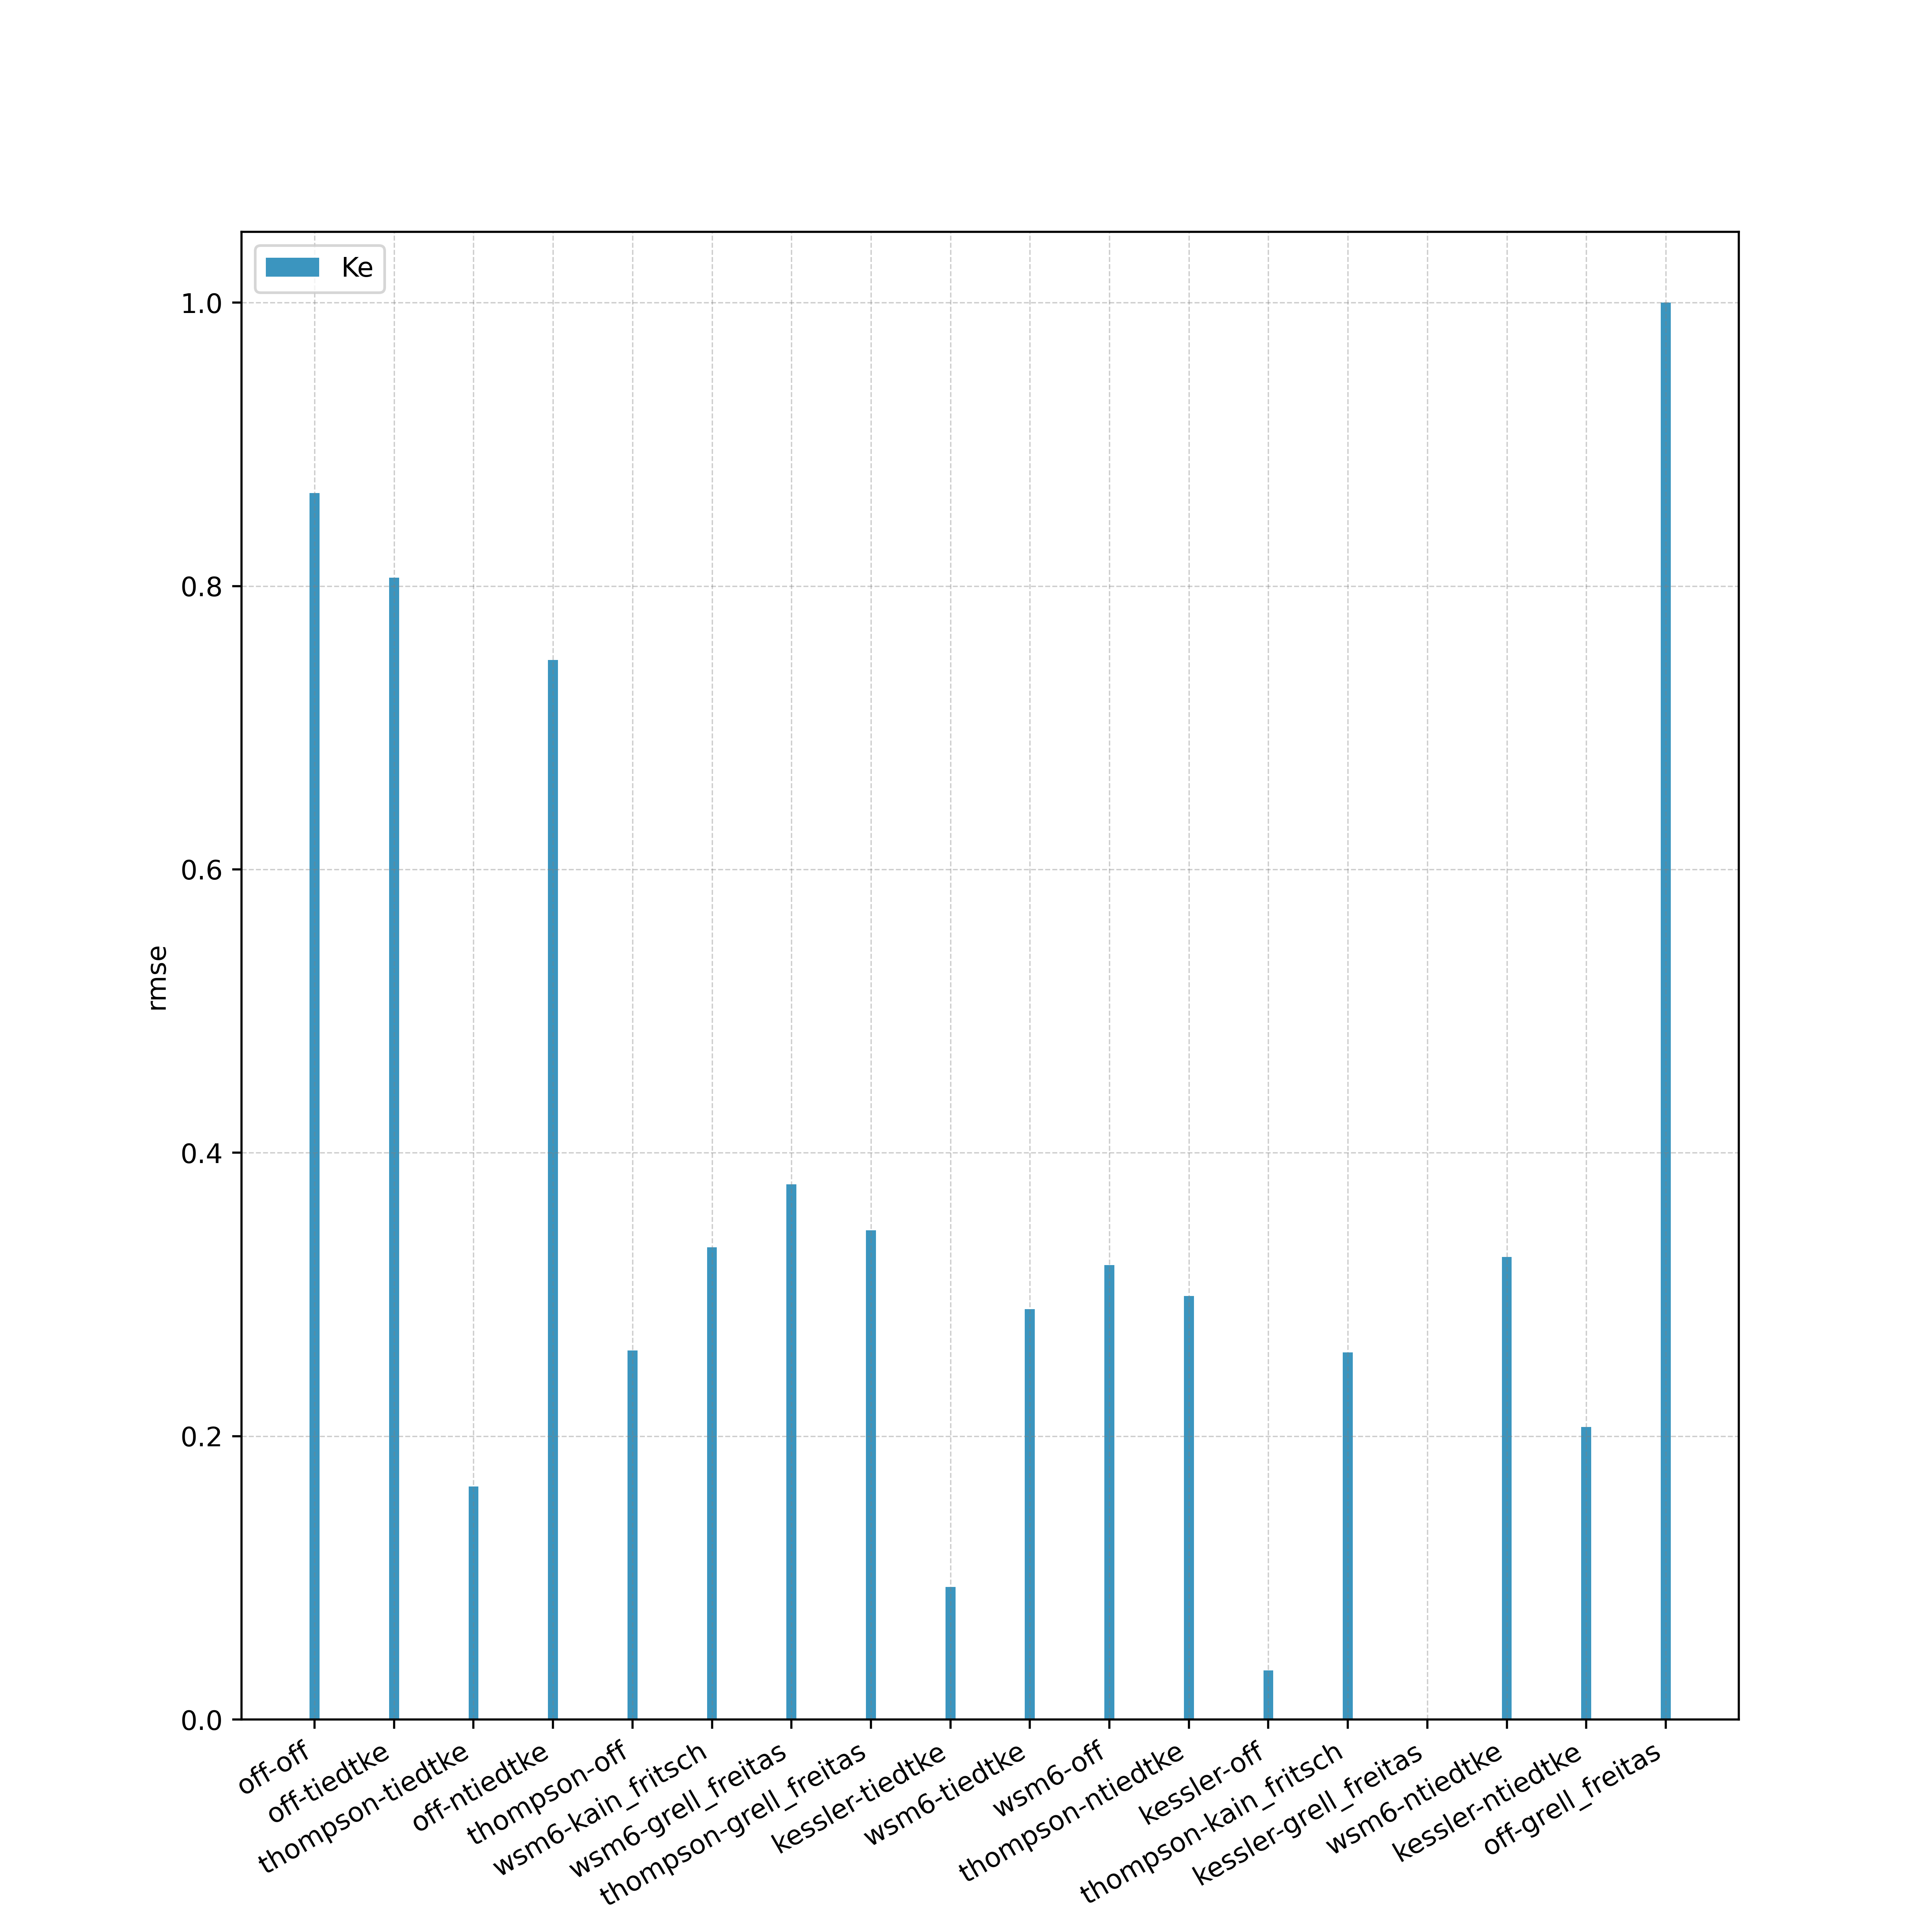 Ke
1.0
0.8
0.6
0.4
0.2
0.0
rmse
off-off
off-tiedtke
thompson-tiedtke
off-ntiedtke
thompson-off
wsm6-kain_fritsch
wsm6-grell_freitas
thompson-grell_freitas
kessler-tiedtke
wsm6-tiedtke
wsm6-off
thompson-ntiedtke
kessler-off
thompson-kain_fritsch
kessler-grell_freitas
wsm6-ntiedtke
kessler-ntiedtke
off-grell_freitas